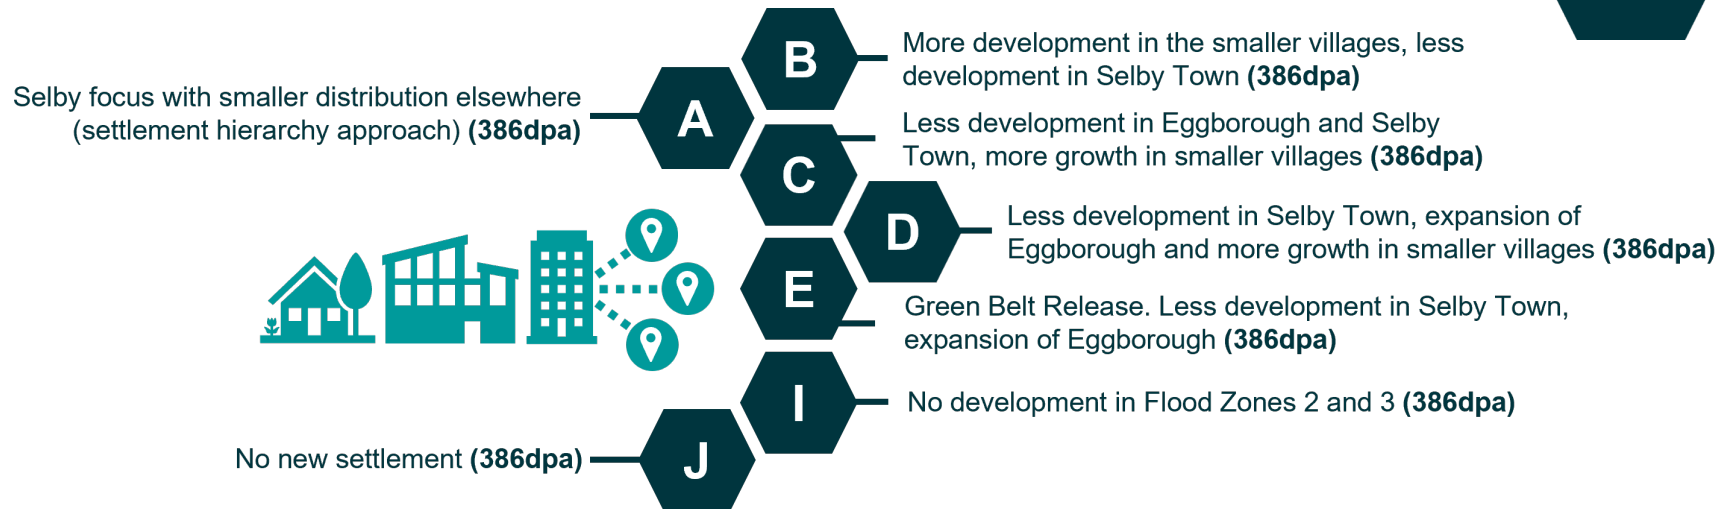 B
More development in the smaller villages, less
development in Selby Town (386dpa)
A
Selby focus with smaller distribution elsewhere
(settlement hierarchy approach) (386dpa)
C
Less development in Eggborough and Selby
Town, more growth in smaller villages (386dpa)
D
Less development in Selby Town, expansion of
Eggborough and more growth in smaller villages (386dpa)
E
Green Belt Release. Less development in Selby Town,
expansion of Eggborough (386dpa)
I
No development in Flood Zones 2 and 3 (386dpa)
J
No new settlement (386dpa)